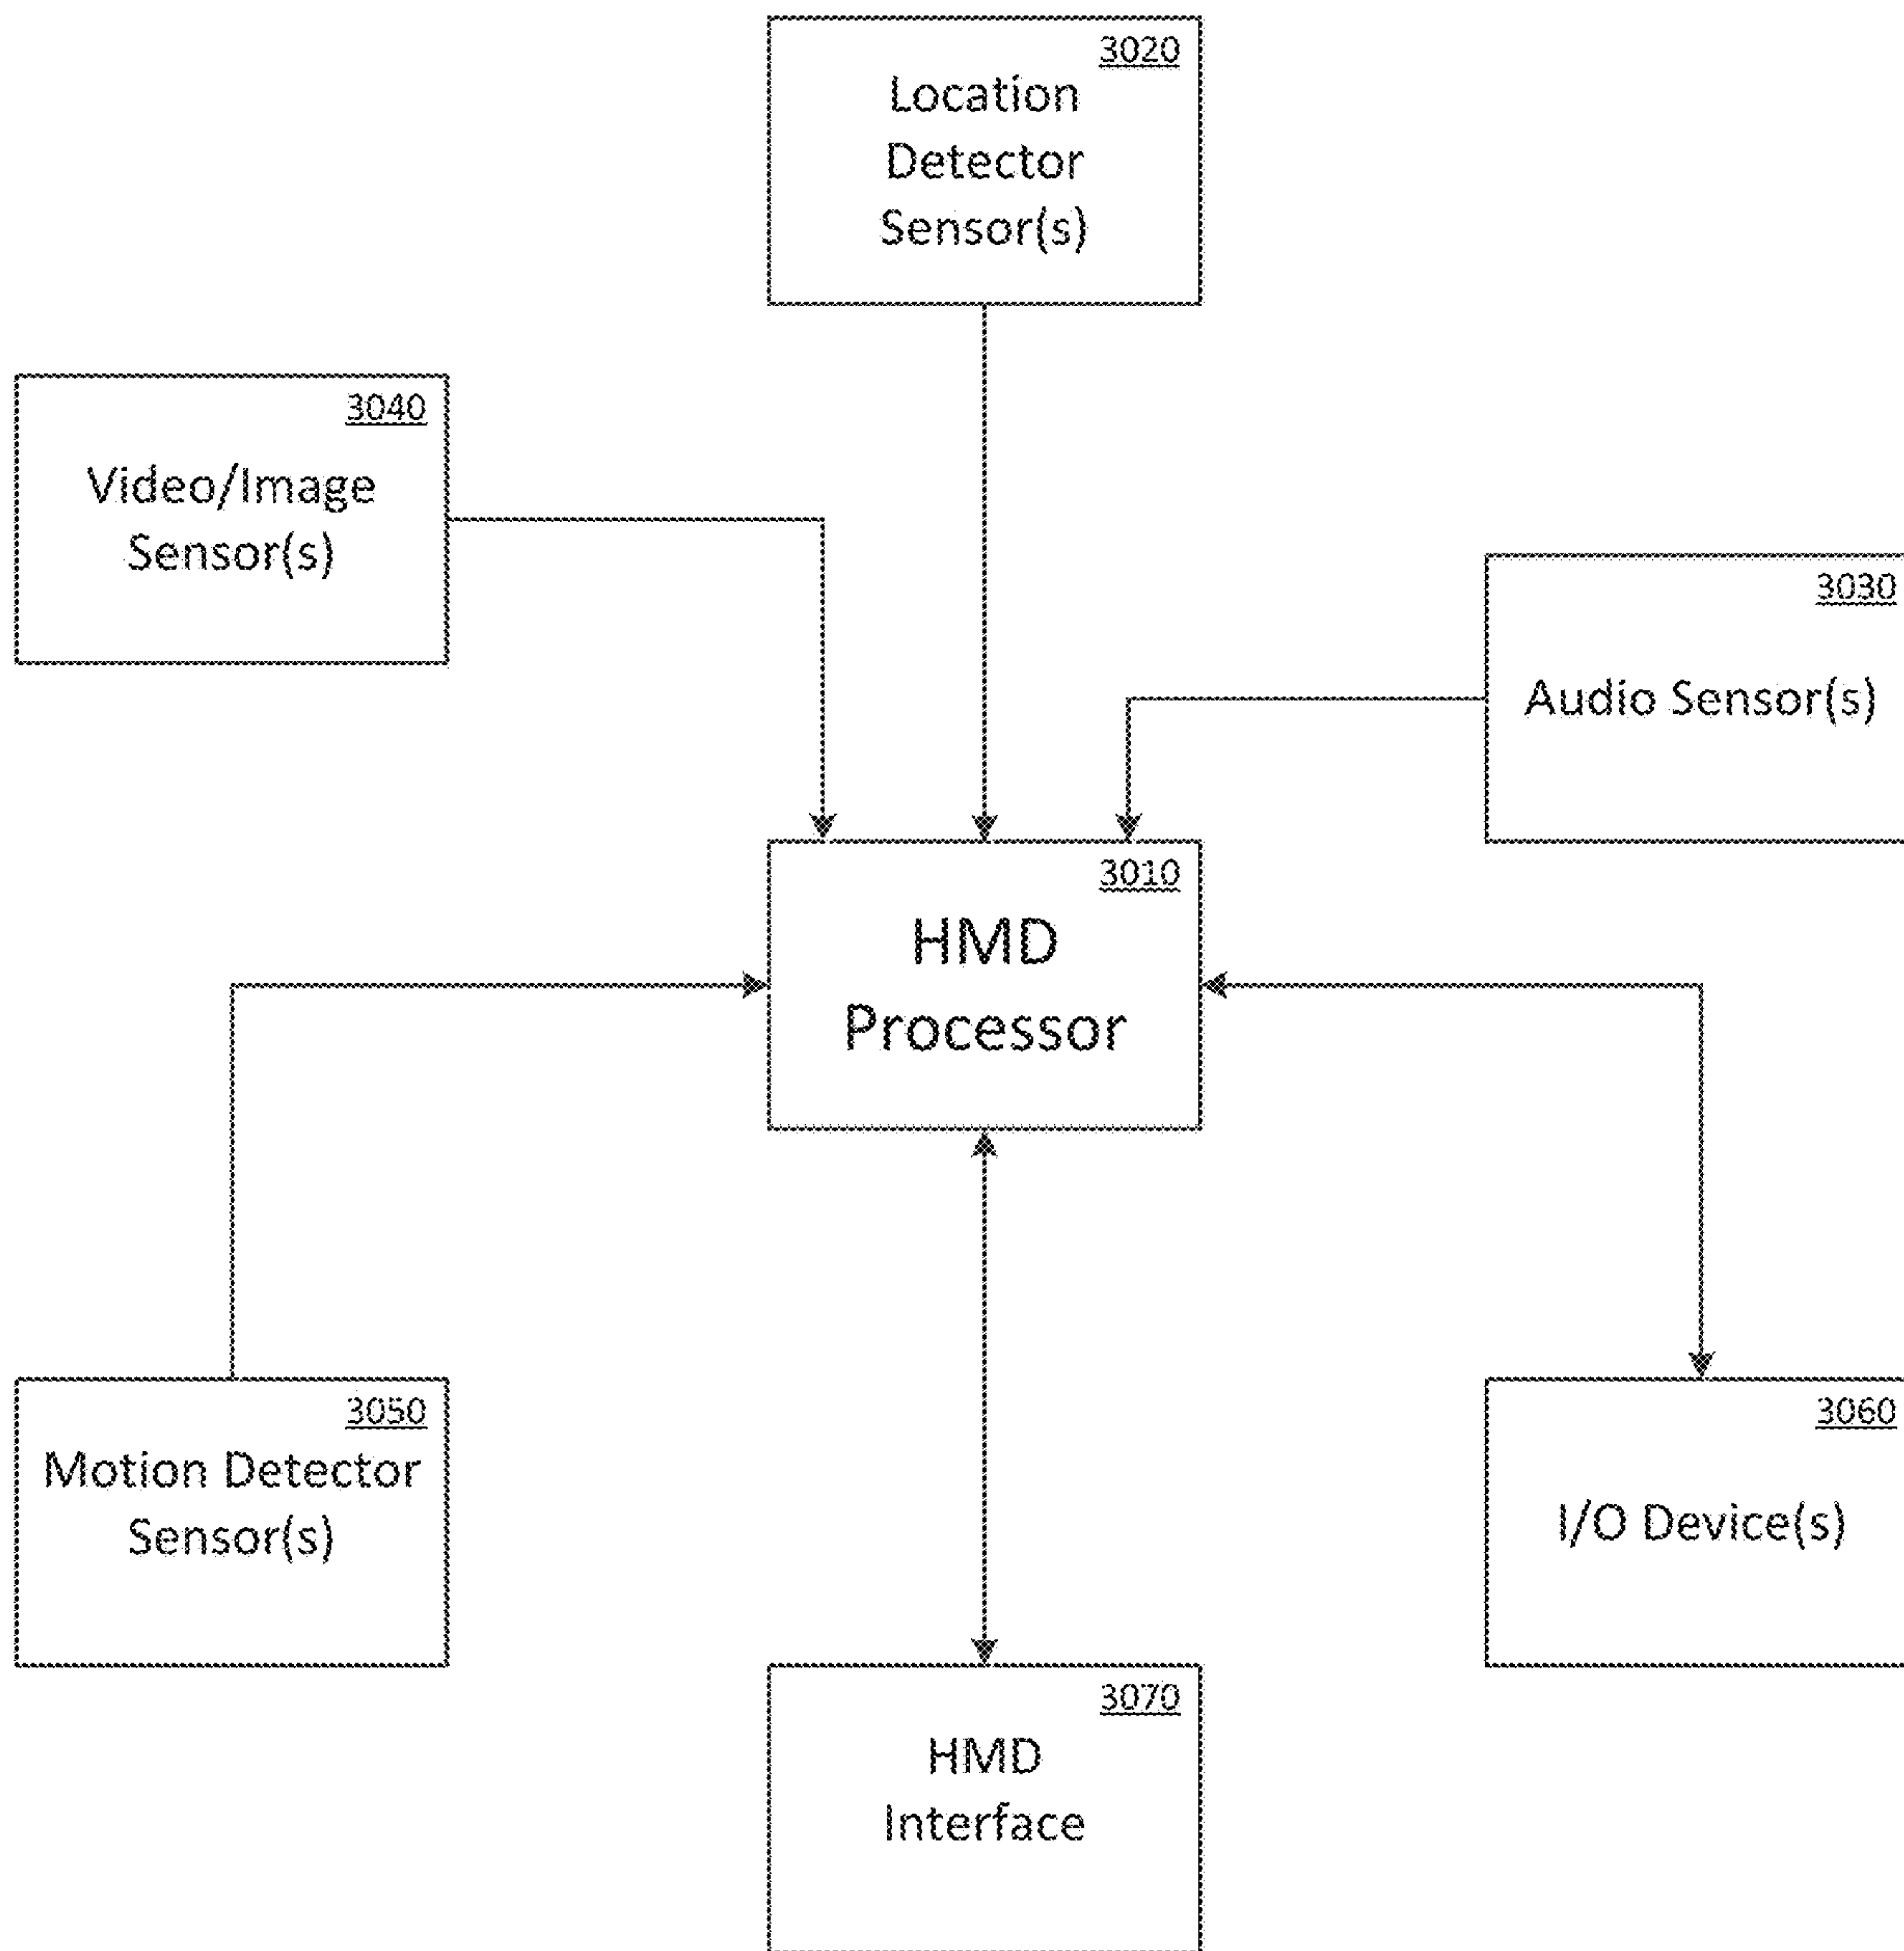 3020
Location
Detector
Sensor(s)
3040
Video/Image
Sensor(s)
3030
Audio Sensor(s)
3010
HMD
Processor
3050
Motion Detector
Sensor(s)
3060
I/O Device(s)
3070
HMD
Interface